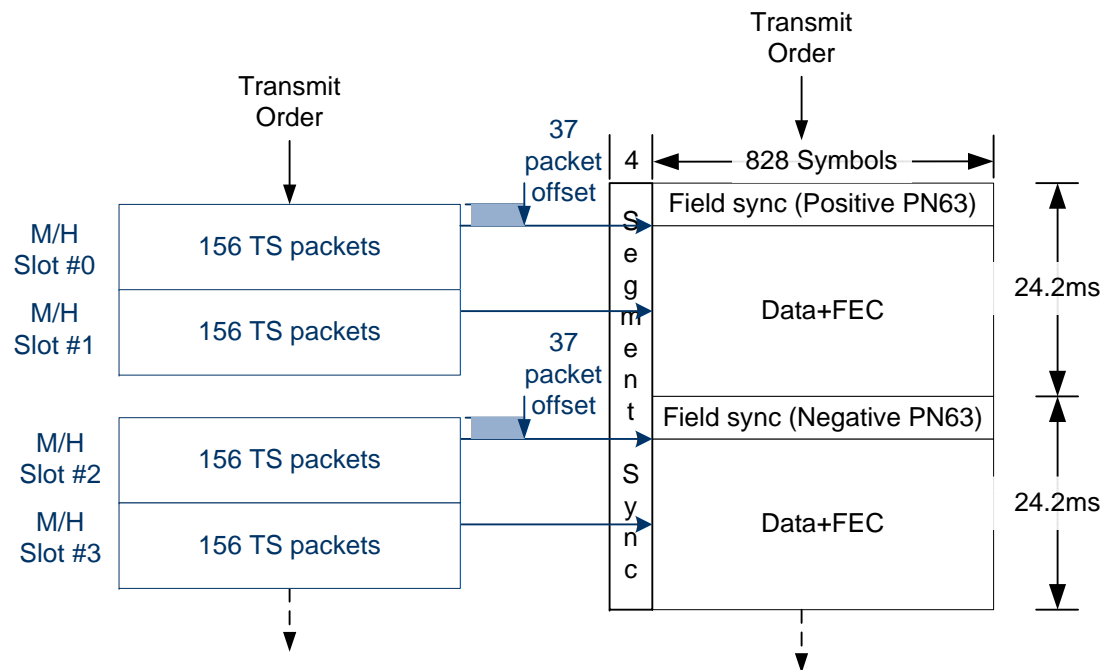 Transmit
Order
Transmit
Order
37
packet
offset
4
828 Symbols
M/H
Slot #0
156 TS packets
M/H
Slot #1
156 TS packets
Field sync (Positive PN63)
Data+FEC
24.2ms
37
packet
offset
M/H
Slot #2
156 TS packets
M/H
Slot #3
156 TS packets
Field sync (Negative PN63)
Data+FEC
24.2ms
Segment Sync